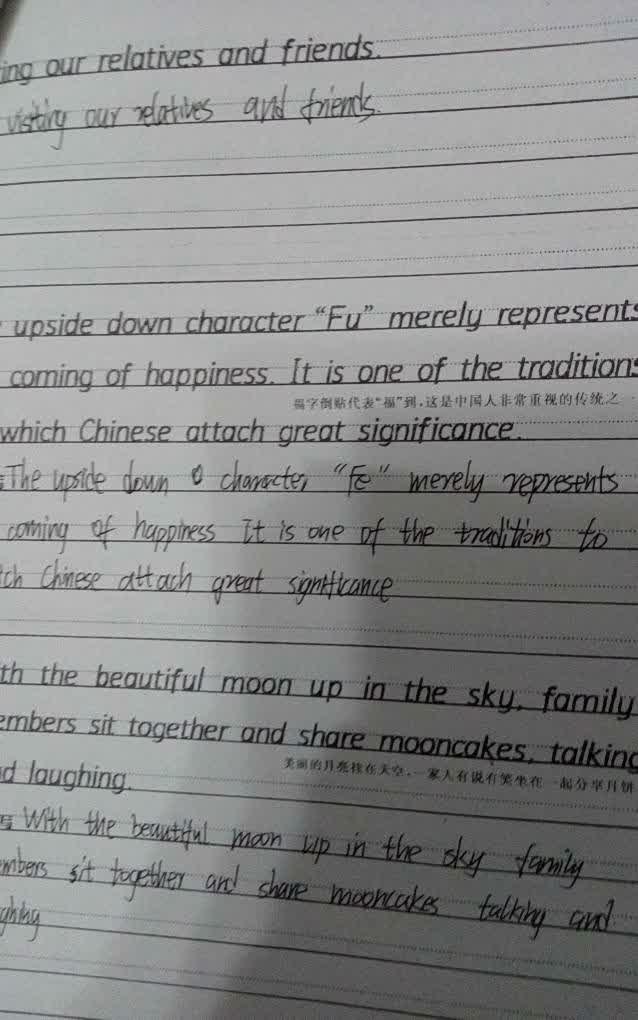 ing our relatives and friends.
visiting our relatives and friends.
upside down character “Fu” merely represents
coming of happiness. It is one of the traditions
福字倒贴代表“福”到，这是中国人非常重视的传统之一
which Chinese attach great significance.
The upside down character "Fe" merely represents
coming of happiness It is one of the traditions to
ch Chinese attach great significance
th the beautiful moon up in the sky, family
embers sit together and share mooncakes, talking
美丽的月亮挂在天空，一家人有说有笑坐在一起分享月饼
d laughing.
With the beautiful moon up in the sky family
mbers sit together and share mooncakes talking and
ghing